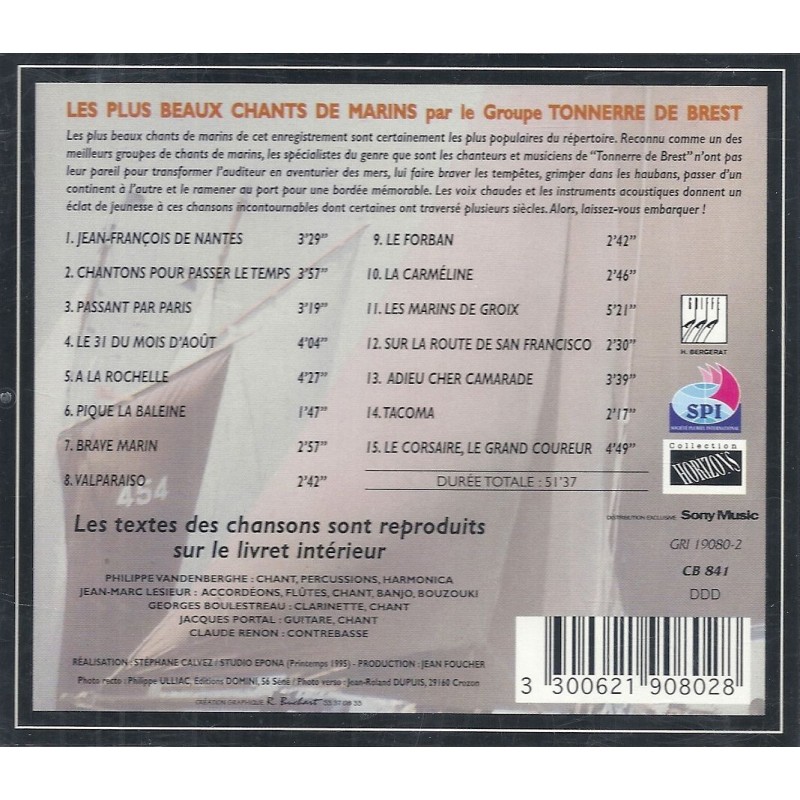 LES PLUS BEAUX CHANTS DE MARINS par le Groupe TONNERRE DE BREST
Les plus beaux chants de marins de cet enregistrement sont certainement les plus populaires du répertoire. Reconnu comme un des
meilleurs groupes de chants de marins, les spécialistes du genre que sont les chanteurs et musiciens de "Tonnerre de Brest" n'ont pas
leur pareil pour transformer l'auditeur en aventurier des mers, lui faire braver les tempêtes, grimper dans les haubans, passer d'un
continent à l'autre et le ramener au port pour une bordée mémorable. Les voix chaudes et les instruments acoustiques donnent un
éclat de jeunesse à ces chansons incontournables dont certaines ont traversé plusieurs siècles. Alors, laissez-vous embarquer !
1. JEAN-FRANÇOIS DE NANTES 3'29"
2. CHANTONS POUR PASSER LE TEMPS 3'57"
3. PASSANT PAR PARIS 3'19"
4. LE 31 DU MOIS D'AOÛT 4'04"
5. A LA ROCHELLE 4'27"
6. PIQUE LA BALEINE 1'47"
7. BRAVE MARIN 2'57"
8. VALPARAISO 2'42"
9. LE FORBAN 2'42"
10. LA CARMÉLINE 2'46"
11. LES MARINS DE GROIX 5'21"
12. SUR LA ROUTE DE SAN FRANCISCO 2'30"
13. ADIEU CHER CAMARADE 3'39"
14. TACOMA 2'17"
15. LE CORSAIRE, LE GRAND COUREUR 4'49"
DURÉE TOTALE : 51'37
454
GRIFFE
H. BERGERAT
SPI
SOCIÉTÉ PLURIEL INTERNATIONAL
Collection
HORIZONS
DISTRIBUTION EXCLUSIVE Sony Music
GRI 19080-2
CB 841
DDD
Les textes des chansons sont reproduits
sur le livret intérieur
PHILIPPE VANDENBERGHE : CHANT, PERCUSSIONS, HARMONICA
JEAN-MARC LESIEUR : ACCORDÉONS, FLÛTES, CHANT, BANJO, BOUZOUKI
GEORGES BOULESTREAU : CLARINETTE, CHANT
JACQUES PORTAL : GUITARE, CHANT
CLAUDE RENON : CONTREBASSE
RÉALISATION : STÉPHANE CALVEZ / STUDIO EPONA (Printemps 1995) - PRODUCTION : JEAN FOUCHER
Photo recto : Philippe ULLIAC, Editions DOMINI, 56 Séné / Photo verso : Jean-Roland DUPUIS, 29160 Crozon
CRÉATION GRAPHIQUE R. Buchart
3 300621 908028